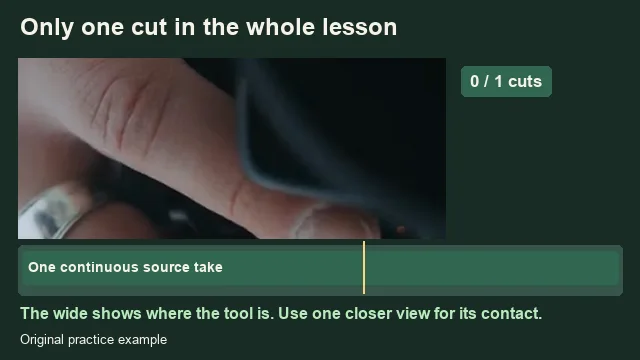 Only one cut in the whole lesson
0 / 1 cuts
One continuous source take
The wide shows where the tool is. Use one closer view for its contact.
Original practice example